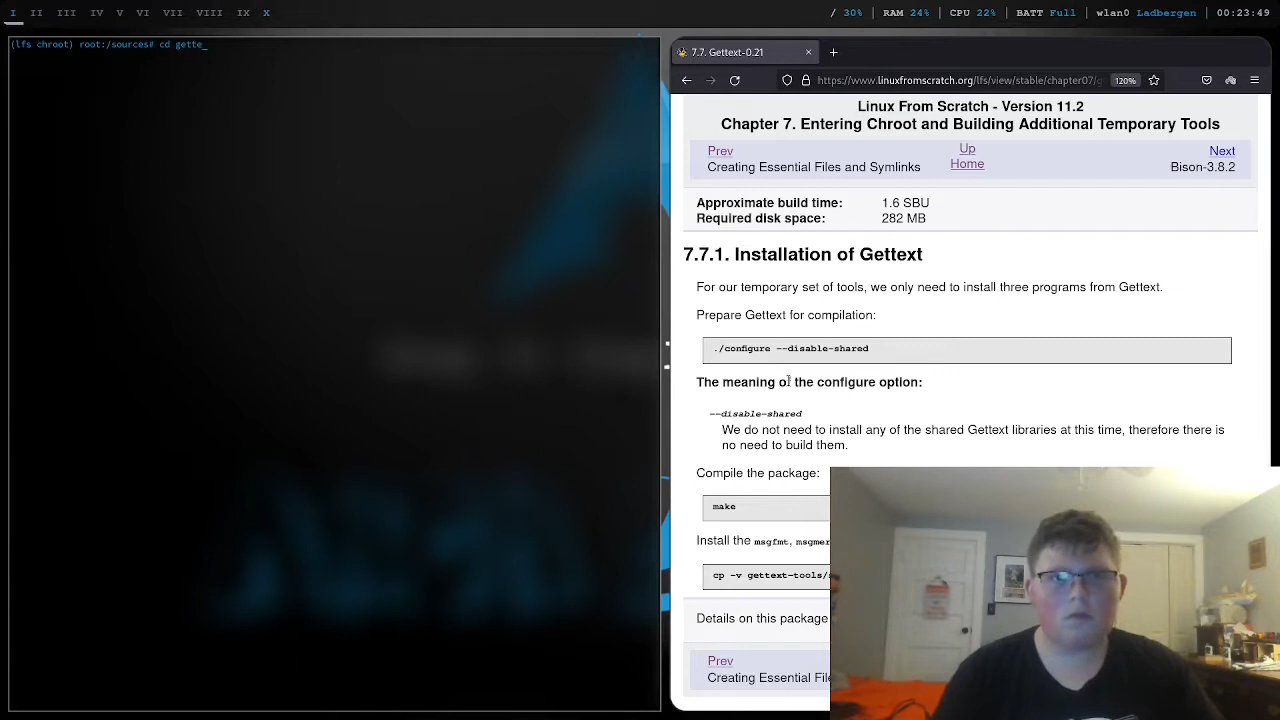 I II III IV V VI VII VIII IX X / 30% RAM 24% CPU 22% BATT Full wlan0 Ladbergen 00:23:49
(lfs chroot) root:/sources# cd gette_
7.7. Gettext-0.21
https://www.linuxfromscratch.org/lfs/view/stable/chapter07/g 120%
Linux From Scratch - Version 11.2
Chapter 7. Entering Chroot and Building Additional Temporary Tools
Prev Up Next
Creating Essential Files and Symlinks Home Bison-3.8.2
Approximate build time: 1.6 SBU
Required disk space: 282 MB
7.7.1. Installation of Gettext
For our temporary set of tools, we only need to install three programs from Gettext.
Prepare Gettext for compilation:
./configure --disable-shared
The meaning of the configure option:
--disable-shared
We do not need to install any of the shared Gettext libraries at this time, therefore there is
no need to build them.
Compile the package:
make
Install the msgfmt, msgmer
cp -v gettext-tools/
Details on this package
Prev
Creating Essential File